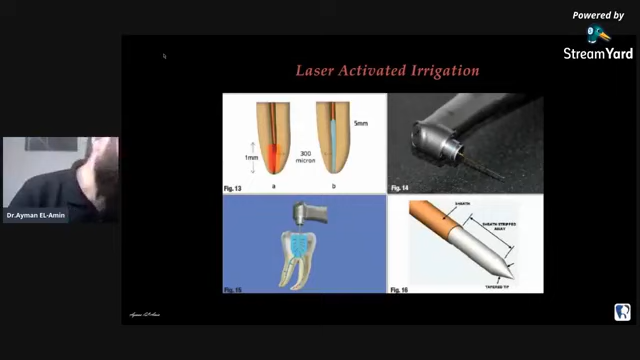 Powered by
StreamYard
Laser Activated Irrigation
5mm
1mm
300
micron
a
b
Fig.13
Fig.14
Dr.Ayman EL-Amin
SHEATH
SHEATH STRIPPED
AWAY
TAPERED TIP
Fig.15
Fig.16